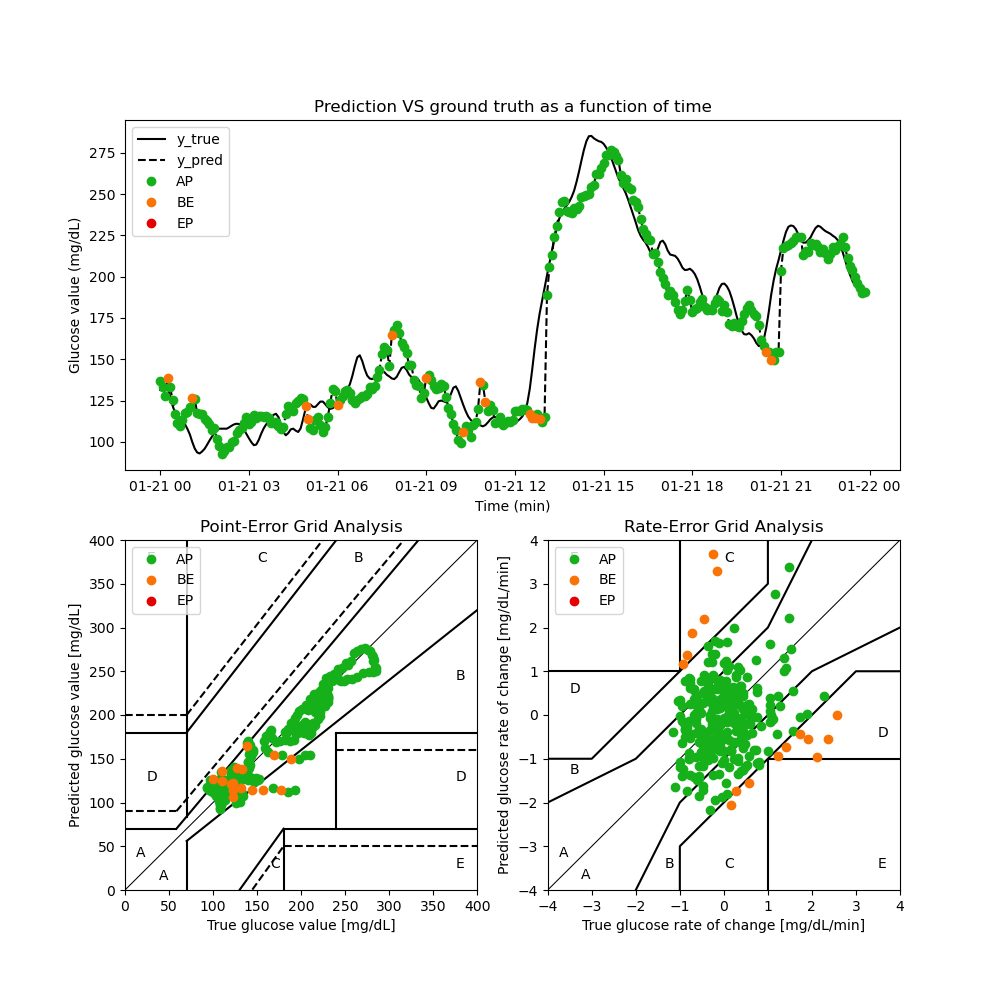 Prediction VS ground truth as a function of time
Glucose value (mg/dL)
275
250
225
200
175
150
125
100
y_true
y_pred
AP
BE
EP
01-21 00 01-21 03 01-21 06 01-21 09 01-21 12 01-21 15 01-21 18 01-21 21 01-22 00
Time (min)
Point-Error Grid Analysis
Predicted glucose value [mg/dL]
400
350
300
250
200
150
100
50
0
AP
BE
EP
C
B
B
D
D
A
A
C
E
0 50 100 150 200 250 300 350 400
True glucose value [mg/dL]
Rate-Error Grid Analysis
Predicted glucose rate of change [mg/dL/min]
4
3
2
1
0
−1
−2
−3
−4
AP
BE
EP
C
D
D
B
A
A
B
C
E
−4 −3 −2 −1 0 1 2 3 4
True glucose rate of change [mg/dL/min]